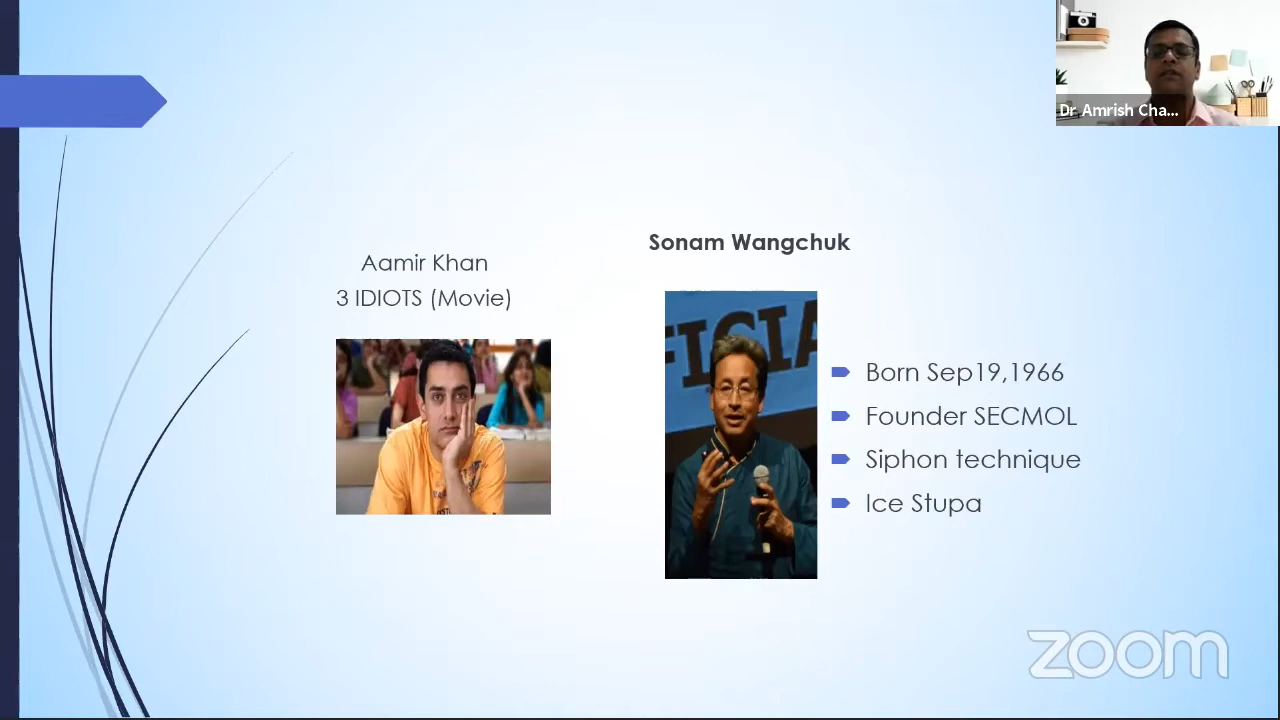 Dr Amrish Cha...
Sonam Wangchuk
Aamir Khan
3 IDIOTS (Movie)
FICIA
Born Sep19,1966
Founder SECMOL
Siphon technique
Ice Stupa
zoom